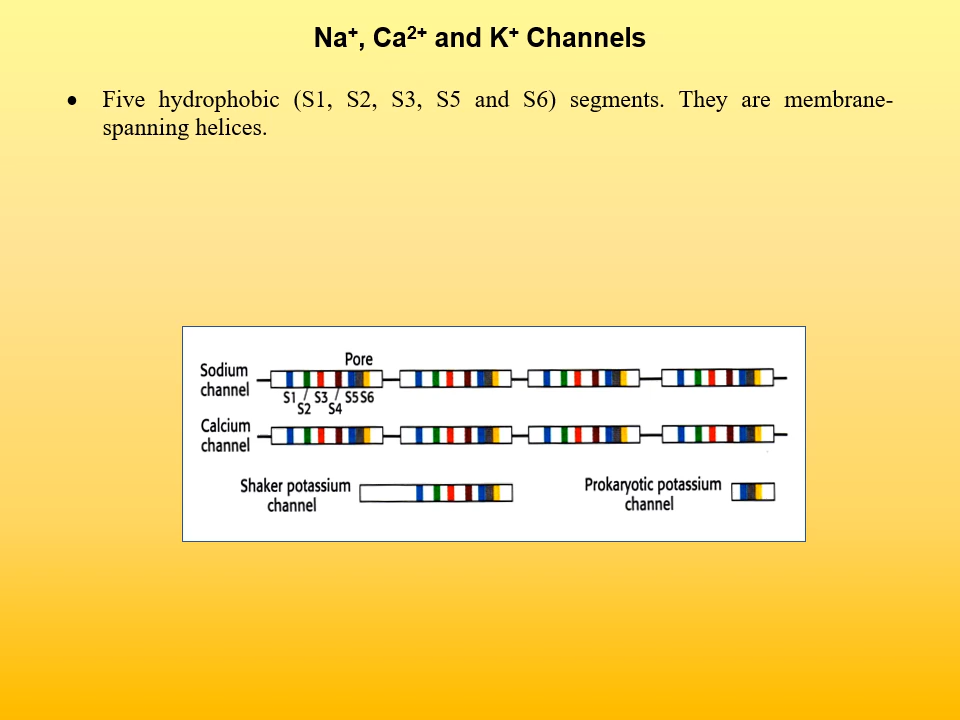 Na⁺, Ca²⁺ and K⁺ Channels
• Five hydrophobic (S1, S2, S3, S5 and S6) segments. They are membrane-
spanning helices.
Pore
Sodium
channel
S1 S3 S5 S6
S2 S4
Calcium
channel
Shaker potassium
channel
Prokaryotic potassium
channel